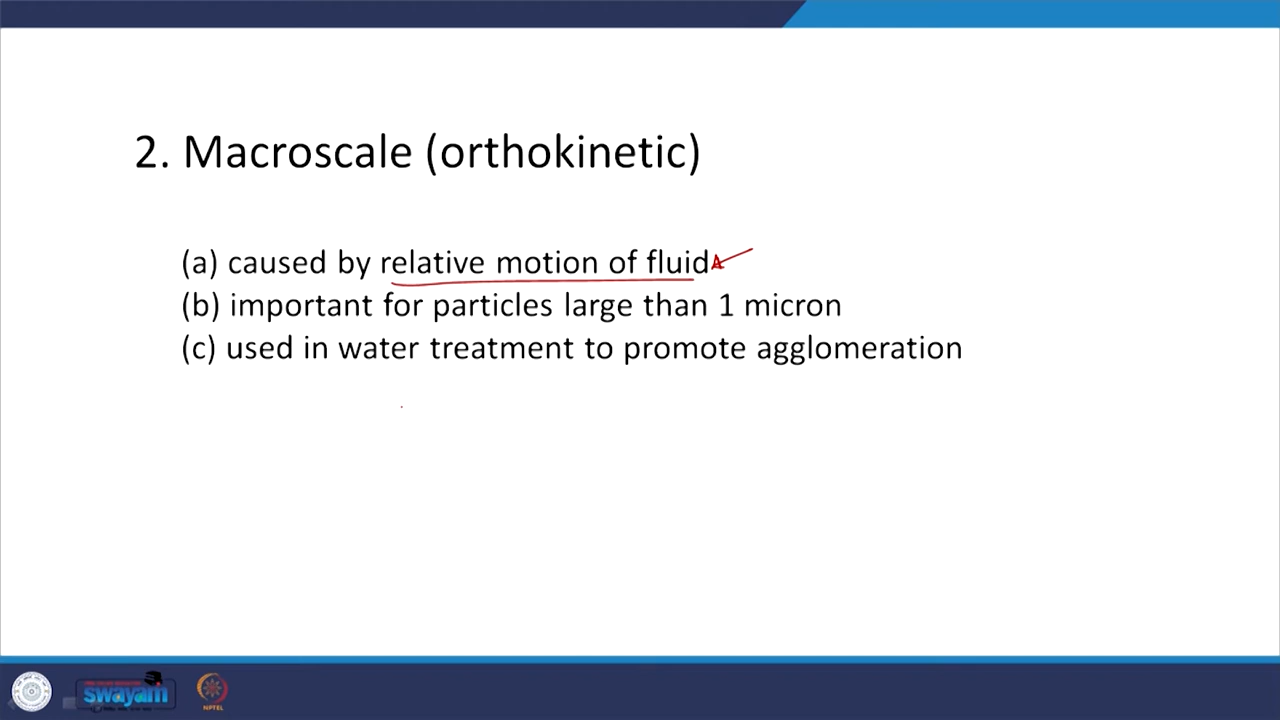 2. Macroscale (orthokinetic)
(a) caused by relative motion of fluid
(b) important for particles large than 1 micron
(c) used in water treatment to promote agglomeration
swayam
NPTEL